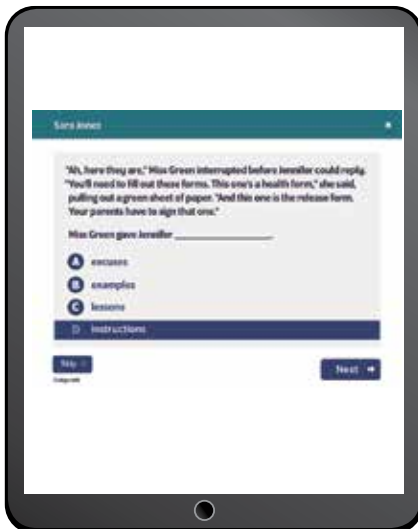 Sara Jones
"Ah, here they are," Miss Green interrupted before Jennifer could reply.
"You'll need to fill out these forms. This one's a health form," she said,
pulling out a green sheet of paper. "And this one is the release form.
Your parents have to sign that one."
Miss Green gave Jennifer ____________________.
A excuses
B examples
C lessons
D instructions
Next